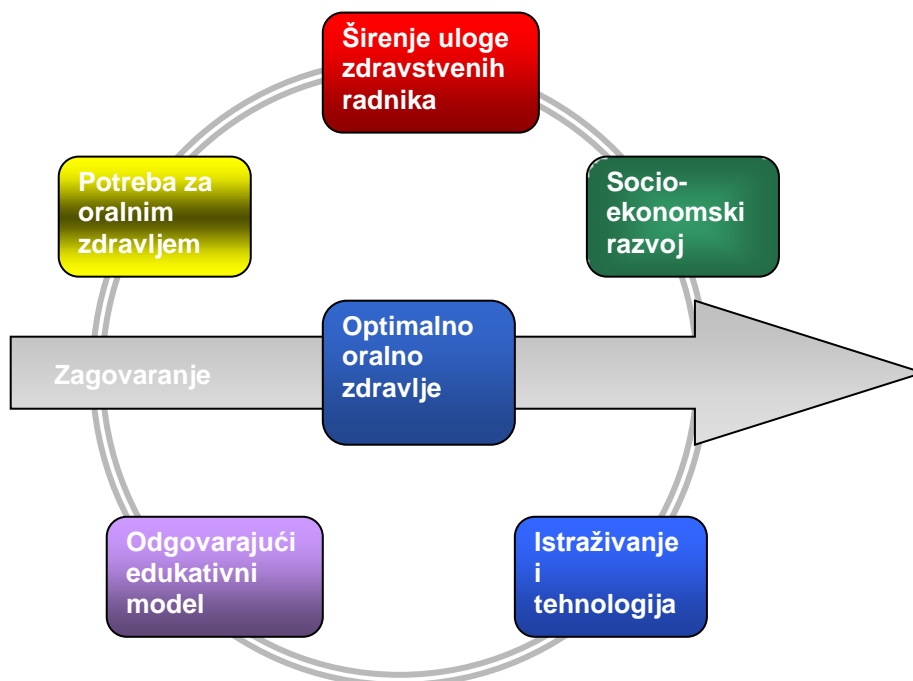 Širenje uloge
zdravstvenih
radnika
Potreba za
oralnim
zdravljem
Socio-
ekonomski
razvoj
Zagovaranje
Optimalno
oralno
zdravlje
Odgovarajući
edukativni
model
Istraživanje
i
tehnologija